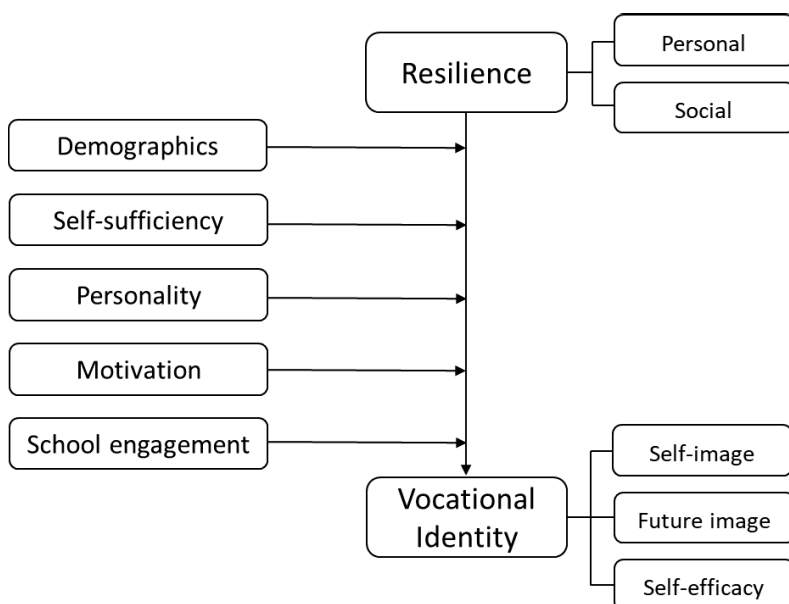 Resilience
Personal
Social
Demographics
Self-sufficiency
Personality
Motivation
School engagement
Vocational
Identity
Self-image
Future image
Self-efficacy